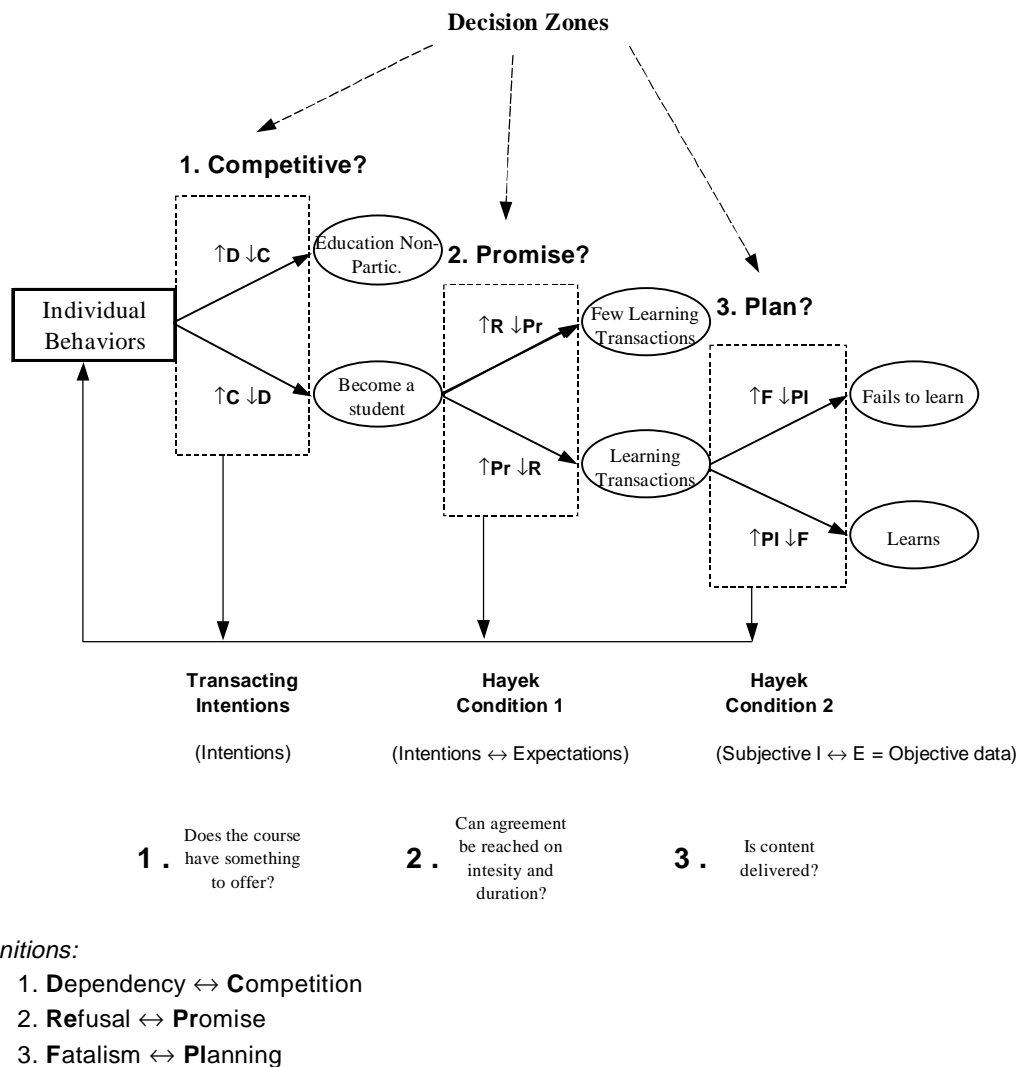 Decision Zones
1. Competitive?
↑D ↓C
Education Non-
Partic.
2. Promise?
Individual
Behaviors
↑R ↓Pr
Few Learning
Transactions
3. Plan?
↑C ↓D
Become a
student
↑F ↓Pl
Fails to learn
↑Pr ↓R
Learning
Transactions
↑Pl ↓F
Learns
Transacting
Intentions
(Intentions)
Hayek
Condition 1
(Intentions ↔ Expectations)
Hayek
Condition 2
(Subjective I ↔ E = Objective data)
1 .
Does the course
have something
to offer?
2 .
Can agreement
be reached on
intesity and
duration?
3 .
Is content
delivered?
nitions:
1. Dependency ↔ Competition
2. Refusal ↔ Promise
3. Fatalism ↔ Planning